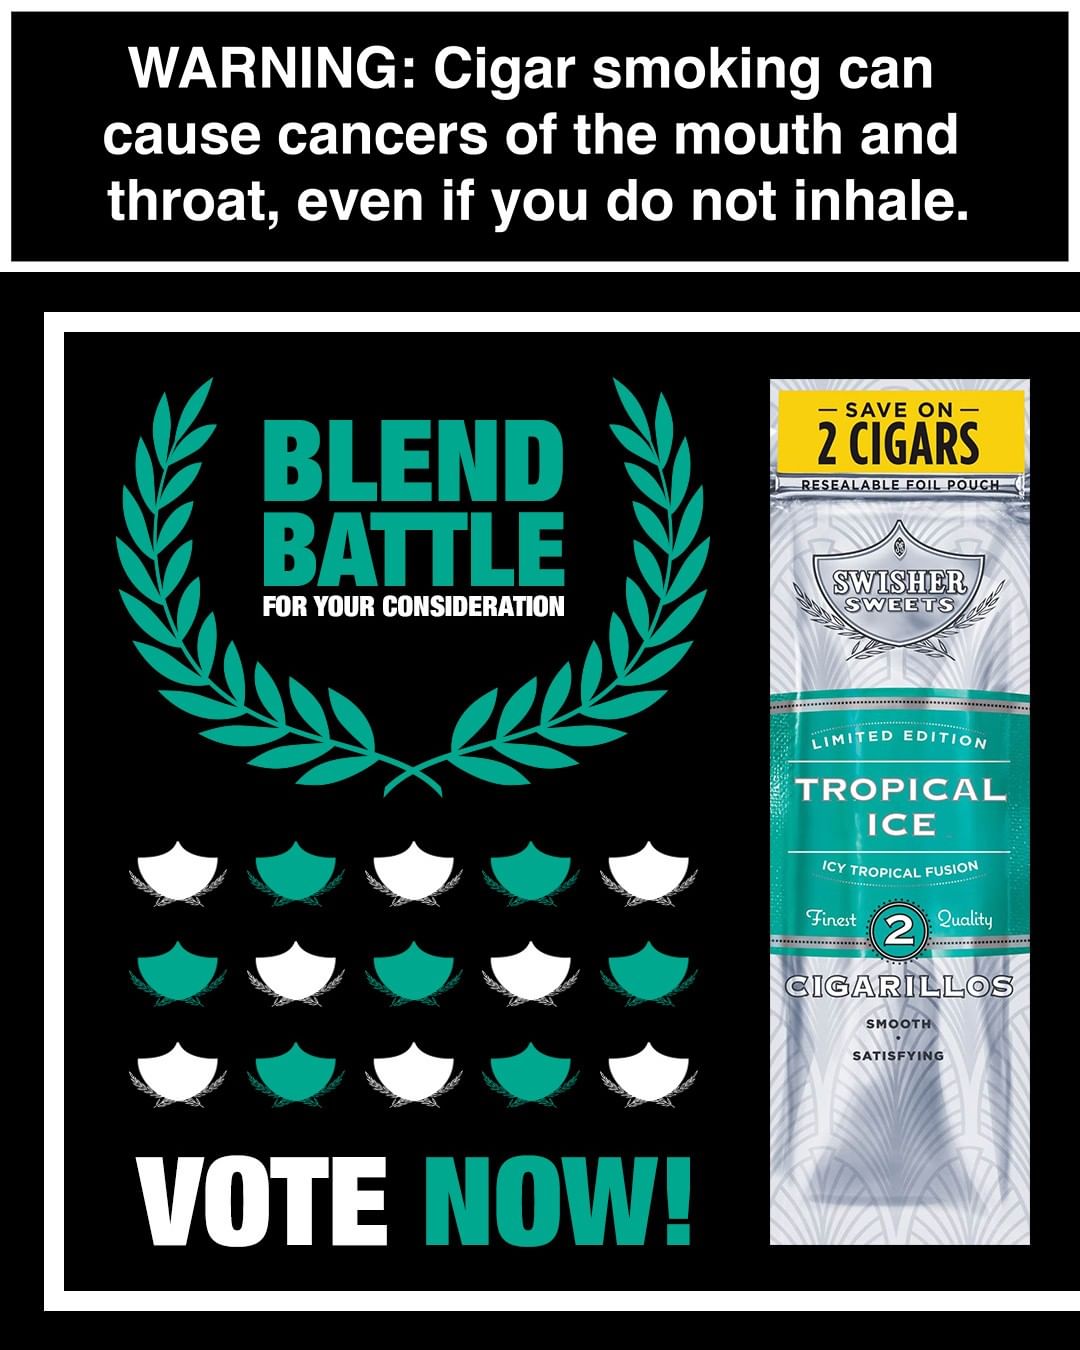 WARNING: Cigar smoking can
cause cancers of the mouth and
throat, even if you do not inhale.
BLEND
BATTLE
FOR YOUR CONSIDERATION
VOTE NOW!
SAVE ON
2 CIGARS
RESEALABLE FOIL POUCH
SWISHER
SWEETS
LIMITED EDITION
TROPICAL
ICE
ICY TROPICAL FUSION
Finest 2 Quality
CIGARILLOS
SMOOTH
•
SATISFYING